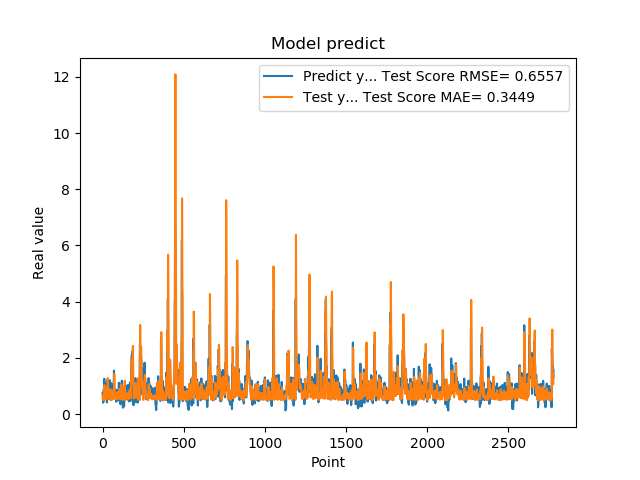 Model predict
Predict y... Test Score RMSE= 0.6557
Test y... Test Score MAE= 0.3449
Real value
12
10
8
6
4
2
0
0 500 1000 1500 2000 2500
Point